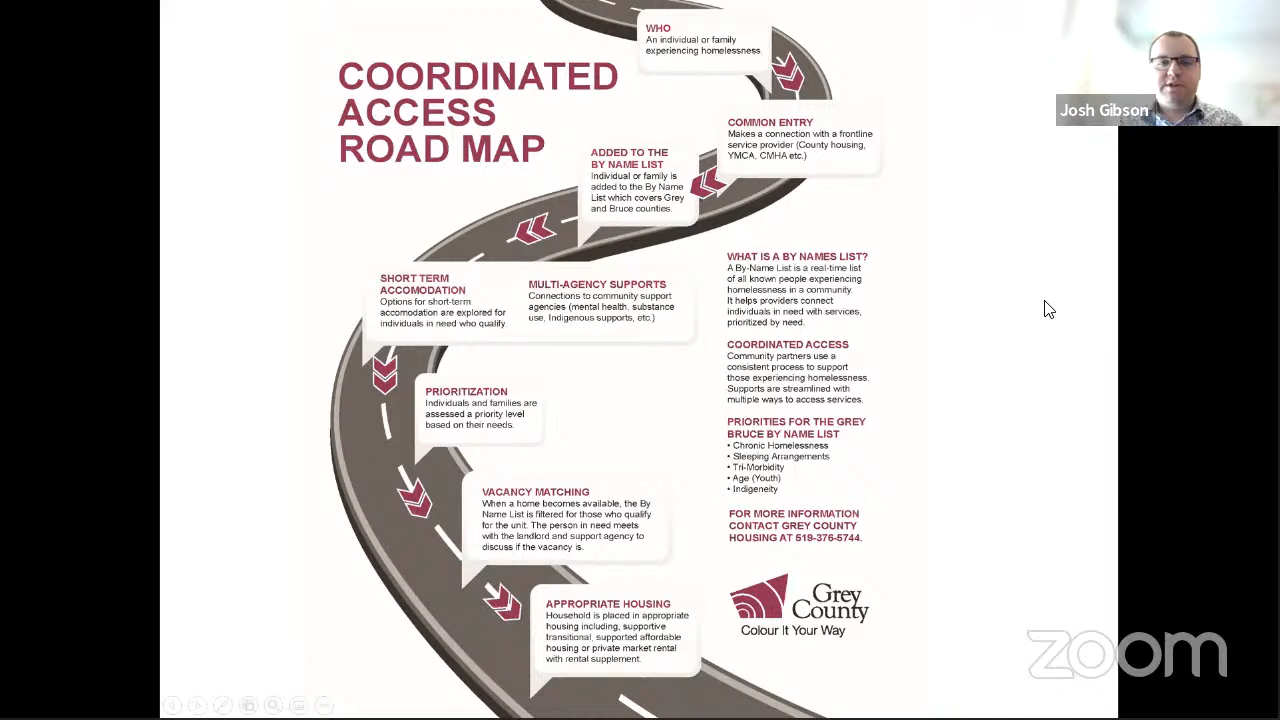 COORDINATED
ACCESS
ROAD MAP
WHO
An individual or family
experiencing homelessness.
COMMON ENTRY
Makes a connection with a frontline
service provider (County housing,
YMCA, CMHA etc.)
ADDED TO THE
BY NAME LIST
Individual or family is
added to the By Name
List which covers Grey
and Bruce counties.
SHORT TERM
ACCOMODATION
Options for short-term
accomodation are explored for
individuals in need who qualify.
MULTI-AGENCY SUPPORTS
Connections to community support
agencies (mental health, substance
use, Indigenous supports, etc.)
PRIORITIZATION
Individuals and families are
assessed a priority level
based on their needs.
VACANCY MATCHING
When a home becomes available, the By
Name List is filtered for those who qualify
for the unit. The person in need meets
with the landlord and support agency to
discuss if the vacancy is.
APPROPRIATE HOUSING
Household is placed in appropriate
housing including, supportive
transitional, supported affordable
housing or private market rental
with rental supplement.
WHAT IS A BY NAMES LIST?
A By-Name List is a real-time list
of all known people experiencing
homelessness in a community.
It helps providers connect
individuals in need with services,
prioritized by need.
COORDINATED ACCESS
Community partners use a
consistent process to support
those experiencing homelessness.
Supports are streamlined with
multiple ways to access services.
PRIORITIES FOR THE GREY
BRUCE BY NAME LIST
• Chronic Homelessness
• Sleeping Arrangements
• Tri-Morbidity
• Age (Youth)
• Indigeneity
FOR MORE INFORMATION
CONTACT GREY COUNTY
HOUSING AT 519-376-5744.
Grey
County
Colour It Your Way
Josh Gibson
zoom